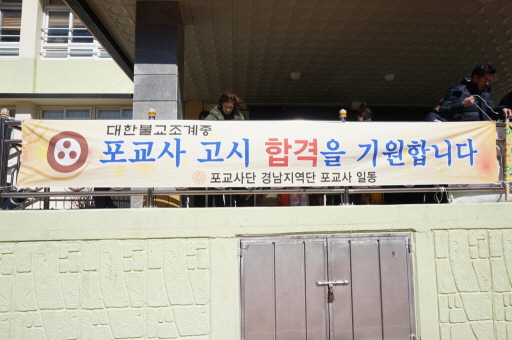 대한불교조계종
포교사 고시 합격을 기원합니다
포교사단 경남지역단 포교사 일동